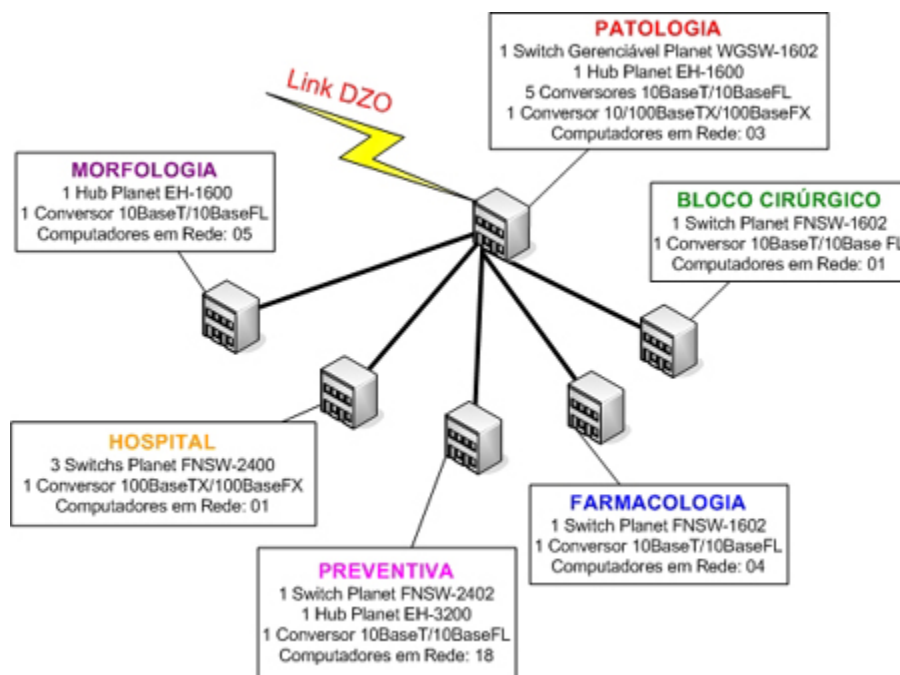 PATOLOGIA
1 Switch Gerenciável Planet WGSW-1602
1 Hub Planet EH-1600
5 Conversores 10BaseT/10BaseFL
1 Conversor 10/100BaseTX/100BaseFX
Computadores em Rede: 03
Link DZO
MORFOLOGIA
1 Hub Planet EH-1600
1 Conversor 10BaseT/10BaseFL
Computadores em Rede: 05
BLOCO CIRÚRGICO
1 Switch Planet FNSW-1602
1 Conversor 10BaseT/10Base FL
Computadores em Rede: 01
HOSPITAL
3 Switchs Planet FNSW-2400
1 Conversor 100BaseTX/100BaseFX
Computadores em Rede: 01
FARMACOLOGIA
1 Switch Planet FNSW-1602
1 Conversor 10BaseT/10BaseFL
Computadores em Rede: 04
PREVENTIVA
1 Switch Planet FNSW-2402
1 Hub Planet EH-3200
1 Conversor 10BaseT/10BaseFL
Computadores em Rede: 18